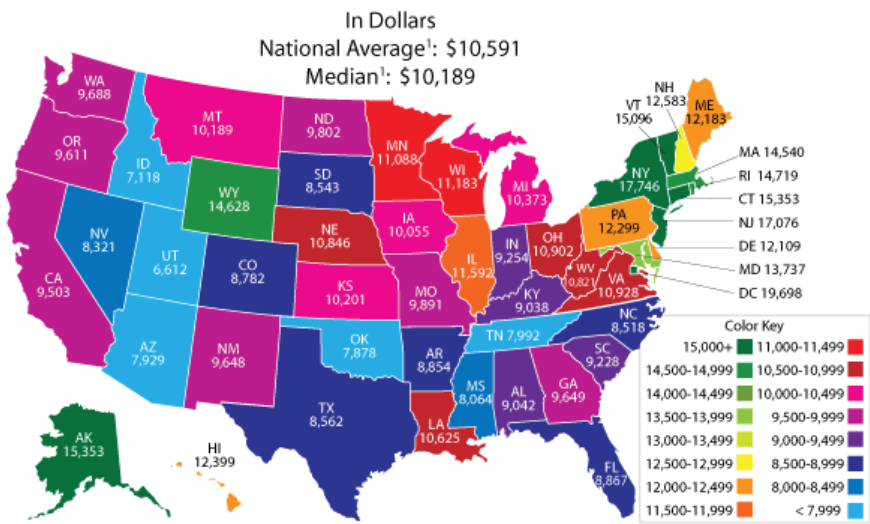 In Dollars
National Average¹: $10,591
Median¹: $10,189
WA
9,688
OR
9,611
CA
9,503
ID
7,118
NV
8,321
UT
6,612
AZ
7,929
MT
10,189
WY
14,628
CO
8,782
NM
9,648
ND
9,802
SD
8,543
NE
10,846
KS
10,201
OK
7,878
TX
8,562
MN
11,088
IA
10,055
MO
9,891
AR
8,854
LA
10,625
WI
11,183
IL
11,592
MI
10,373
IN
9,254
OH
10,902
KY
9,038
TN 7,992
MS
8,064
AL
9,042
GA
9,649
FL
8,867
SC
9,228
NC
8,518
VA
10,928
WV
10,821
PA
12,299
NY
17,746
VT
15,096
NH
12,583
ME
12,183
MA 14,540
RI 14,719
CT 15,353
NJ 17,076
DE 12,109
MD 13,737
DC 19,698
AK
15,353
HI
12,399
Color Key
15,000+ 11,000-11,499
14,500-14,999 10,500-10,999
14,000-14,499 10,000-10,499
13,500-13,999 9,500-9,999
13,000-13,499 9,000-9,499
12,500-12,999 8,500-8,999
12,000-12,499 8,000-8,499
11,500-11,999 < 7,999